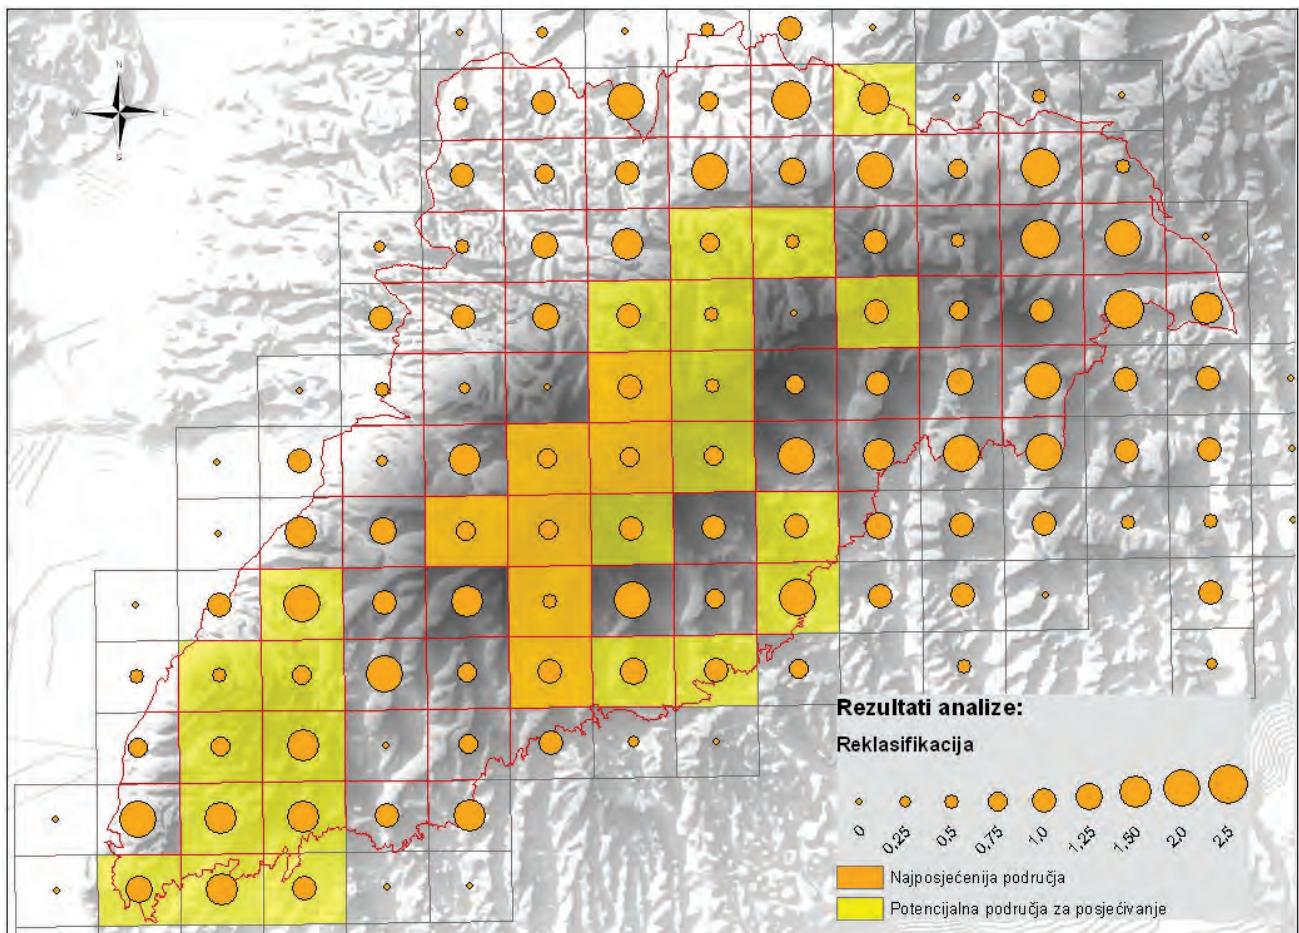 N
W
E
S
Rezultati analize:
Reklasifikacija
0 0,25 0,5 0,75 1,0 1,25 1,50 2,0 2,5
Najposjećenija područja
Potencijalna područja za posjećivanje